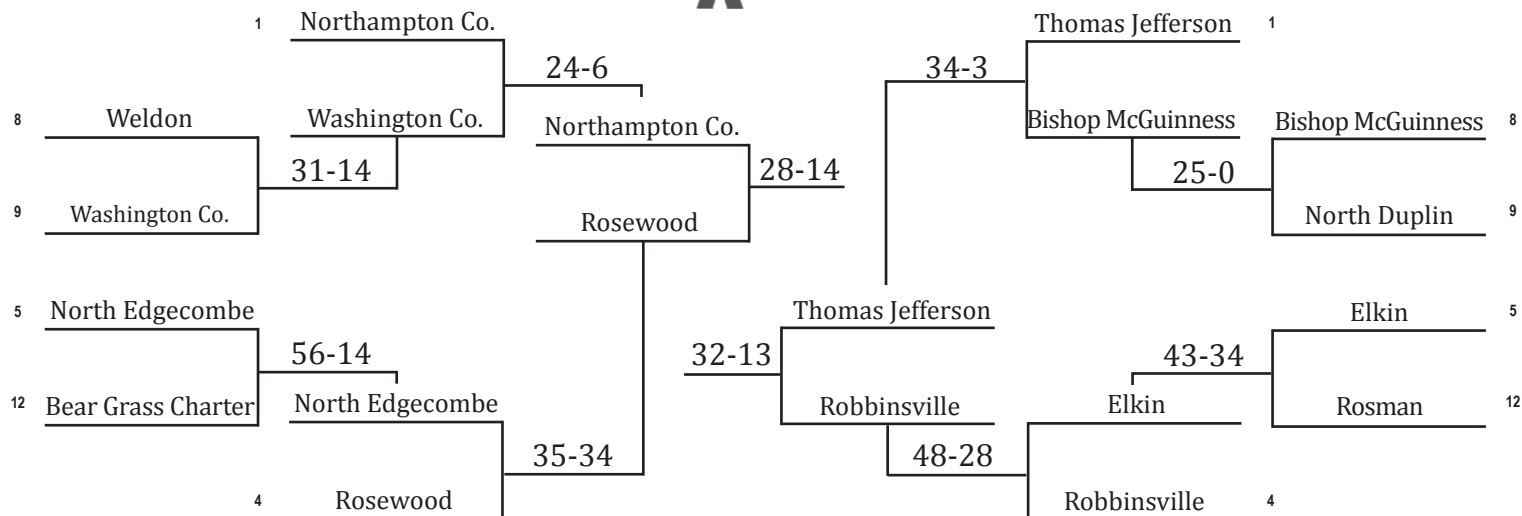 1 Northampton Co.
24-6
8 Weldon
Washington Co.
31-14
9 Washington Co.
Northampton Co.
28-14
Rosewood
5 North Edgecombe
56-14
12 Bear Grass Charter
North Edgecombe
35-34
4 Rosewood
Thomas Jefferson 1
34-3
Bishop McGuinness
Bishop McGuinness 8
25-0
North Duplin 9
Thomas Jefferson
32-13
Robbinsville
Elkin 5
43-34
Elkin
Rosman 12
48-28
Robbinsville 4